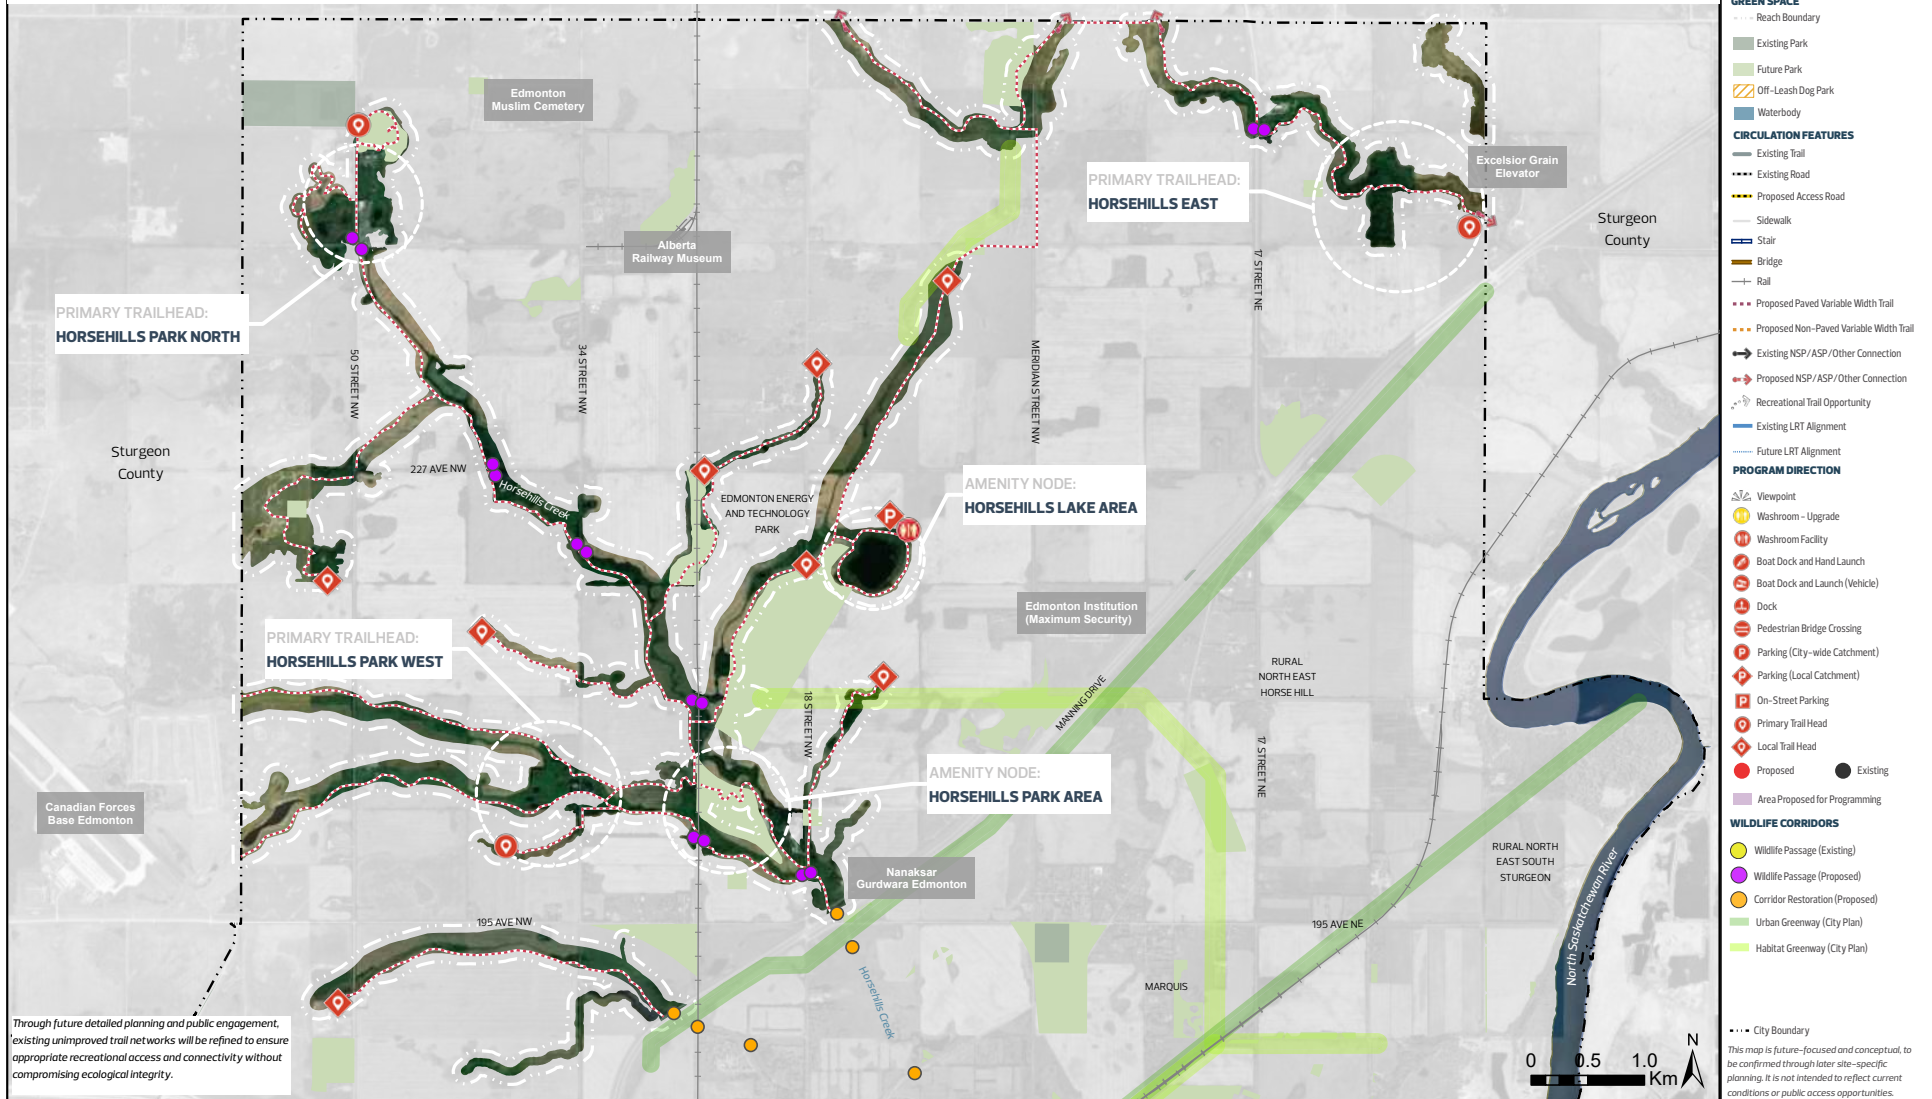 Edmonton
Muslim Cemetery
Alberta
Railway Museum
PRIMARY TRAILHEAD:
HORSEHILLS EAST
Excelsior Grain
Elevator
Sturgeon
County
PRIMARY TRAILHEAD:
HORSEHILLS PARK NORTH
50 STREET NW
34 STREET NW
MERIDIAN STREET NW
17 STREET NE
Sturgeon
County
227 AVE NW
Horsehills Creek
EDMONTON ENERGY
AND TECHNOLOGY
PARK
AMENITY NODE:
HORSEHILLS LAKE AREA
Edmonton Institution
(Maximum Security)
PRIMARY TRAILHEAD:
HORSEHILLS PARK WEST
RURAL
NORTH EAST
HORSE HILL
MANNING DRIVE
18 STREET NW
17 STREET NE
AMENITY NODE:
HORSEHILLS PARK AREA
Canadian Forces
Base Edmonton
Nanaksar
Gurdwara Edmonton
RURAL NORTH
EAST SOUTH
STURGEON
North Saskatchewan River
195 AVE NW
195 AVE NE
Horsehills Creek
MARQUIS
Through future detailed planning and public engagement,
existing unimproved trail networks will be refined to ensure
appropriate recreational access and connectivity without
compromising ecological integrity.
0 0.5 1.0
Km
N
GREEN SPACE
Reach Boundary
Existing Park
Future Park
Off-Leash Dog Park
Waterbody
CIRCULATION FEATURES
Existing Trail
Existing Road
Proposed Access Road
Sidewalk
Stair
Bridge
Rail
Proposed Paved Variable Width Trail
Proposed Non-Paved Variable Width Trail
Existing NSP/ASP/Other Connection
Proposed NSP/ASP/Other Connection
Recreational Trail Opportunity
Existing LRT Alignment
Future LRT Alignment
PROGRAM DIRECTION
Viewpoint
Washroom - Upgrade
Washroom Facility
Boat Dock and Hand Launch
Boat Dock and Launch (Vehicle)
Dock
Pedestrian Bridge Crossing
P Parking (City-wide Catchment)
P Parking (Local Catchment)
P On-Street Parking
Primary Trail Head
Local Trail Head
Proposed Existing
Area Proposed for Programming
WILDLIFE CORRIDORS
Wildlife Passage (Existing)
Wildlife Passage (Proposed)
Corridor Restoration (Proposed)
Urban Greenway (City Plan)
Habitat Greenway (City Plan)
City Boundary
This map is future-focused and conceptual, to
be confirmed through later site-specific
planning. It is not intended to reflect current
conditions or public access opportunities.